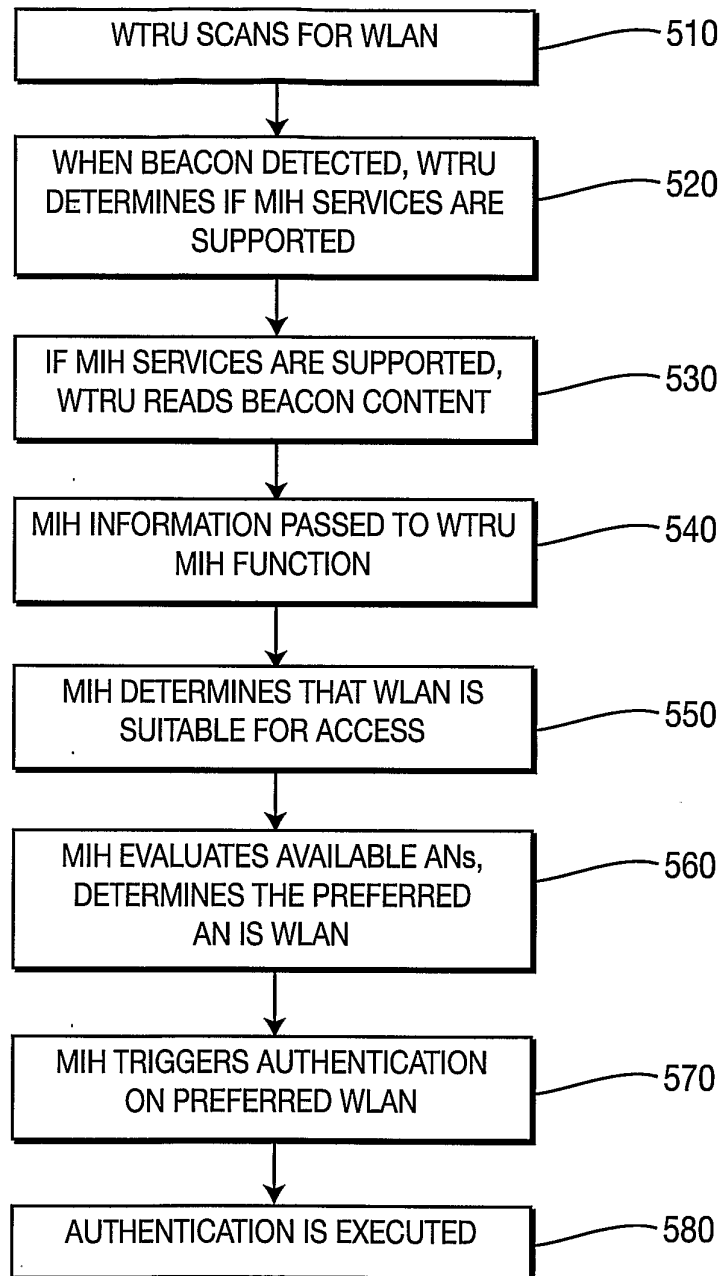 WTRU SCANS FOR WLAN
510
WHEN BEACON DETECTED, WTRU
DETERMINES IF MIH SERVICES ARE
SUPPORTED
520
IF MIH SERVICES ARE SUPPORTED,
WTRU READS BEACON CONTENT
530
MIH INFORMATION PASSED TO WTRU
MIH FUNCTION
540
MIH DETERMINES THAT WLAN IS
SUITABLE FOR ACCESS
550
MIH EVALUATES AVAILABLE ANs,
DETERMINES THE PREFERRED
AN IS WLAN
560
MIH TRIGGERS AUTHENTICATION
ON PREFERRED WLAN
570
AUTHENTICATION IS EXECUTED
580